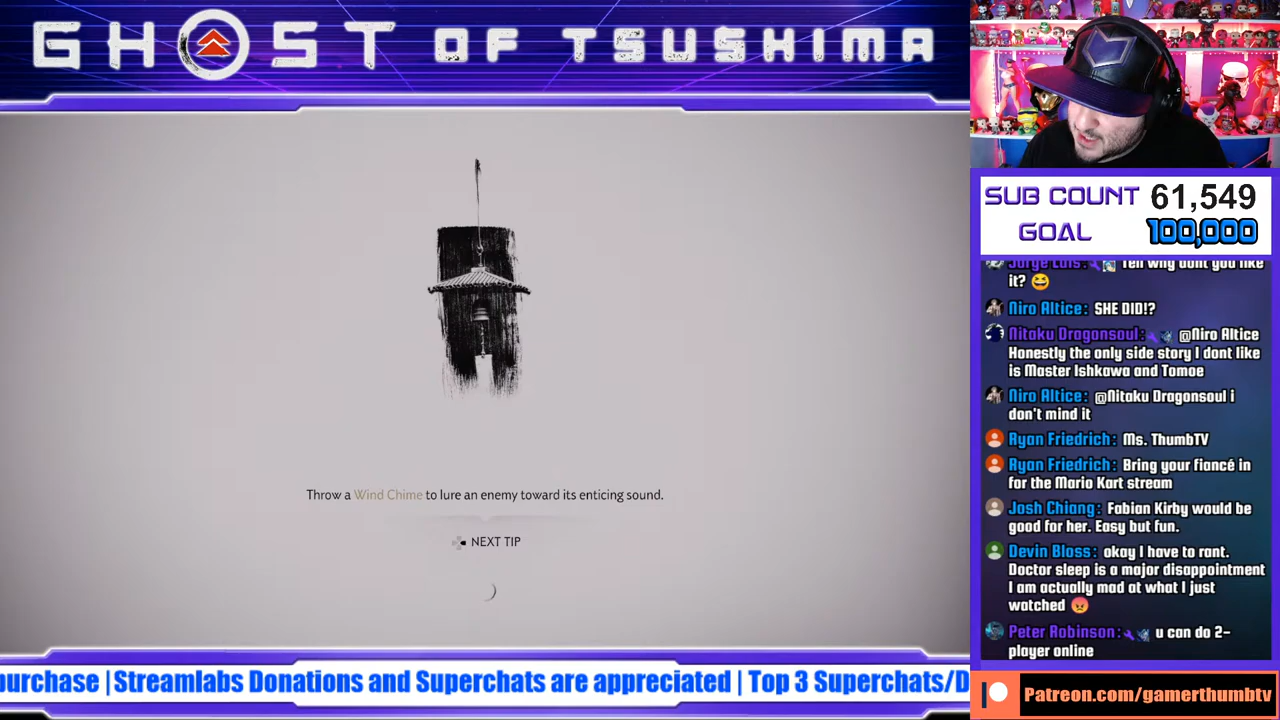 GHOST OF TSUSHIMA
SUB COUNT 61,549
GOAL 100,000
Tell why dont you like
it? 😆
Niro Altice: SHE DID!?
Nitaku Dragonsoul: @Niro Altice
Honestly the only side story I dont like
is Master Ishkawa and Tomoe
Niro Altice: @Nitaku Dragonsoul i
don't mind it
Ryan Friedrich: Ms. ThumbTV
Ryan Friedrich: Bring your fiancé in
for the Mario Kart stream
Josh Chiang: Fabian Kirby would be
good for her. Easy but fun.
Devin Bloss: okay I have to rant.
Doctor sleep is a major disappointment
I am actually mad at what I just
watched 😡
Peter Robinson: u can do 2-
player online
Throw a Wind Chime to lure an enemy toward its enticing sound.
NEXT TIP
purchase | Streamlabs Donations and Superchats are appreciated | Top 3 Superchats/D
Patreon.com/gamerthumbtv